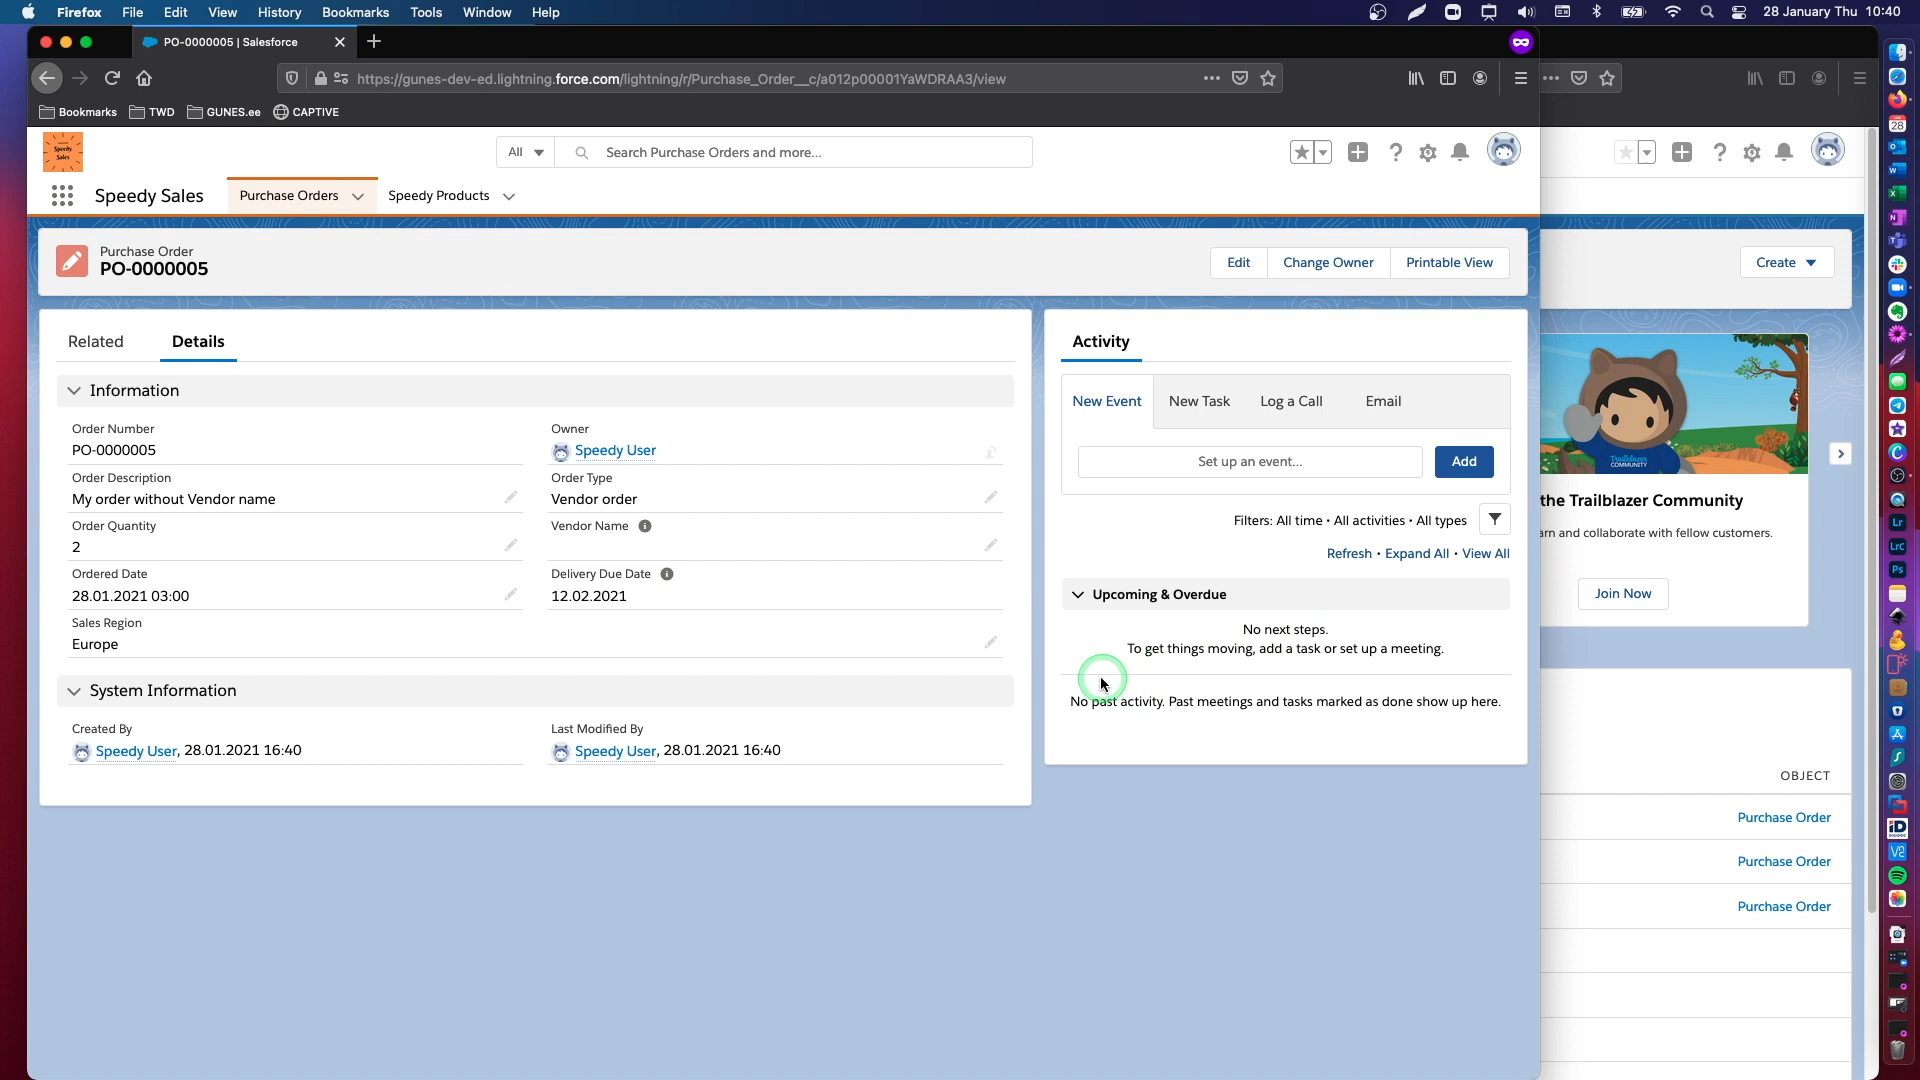 Firefox File Edit View History Bookmarks Tools Window Help
28 January Thu 10:40
PO-0000005 | Salesforce
https://gunes-dev-ed.lightning.force.com/lightning/r/Purchase_Order__c/a012p00001YaWDRAA3/view
Bookmarks TWD GUNES.ee CAPTIVE
Speedy
Sales
All
Search Purchase Orders and more...
Speedy Sales
Purchase Orders
Speedy Products
Purchase Order
PO-0000005
Edit
Change Owner
Printable View
Create
Related
Details
Information
Order Number
PO-0000005
Owner
Speedy User
Order Description
My order without Vendor name
Order Type
Vendor order
Order Quantity
2
Vendor Name
Ordered Date
28.01.2021 03:00
Delivery Due Date
12.02.2021
Sales Region
Europe
System Information
Created By
Speedy User, 28.01.2021 16:40
Last Modified By
Speedy User, 28.01.2021 16:40
Activity
New Event
New Task
Log a Call
Email
Set up an event...
Add
Filters: All time • All activities • All types
Refresh • Expand All • View All
Upcoming & Overdue
No next steps.
To get things moving, add a task or set up a meeting.
No past activity. Past meetings and tasks marked as done show up here.
Trailblazer
COMMUNITY
the Trailblazer Community
and collaborate with fellow customers.
Join Now
OBJECT
Purchase Order
Purchase Order
Purchase Order
28
Lr
LrC
Ps
iD